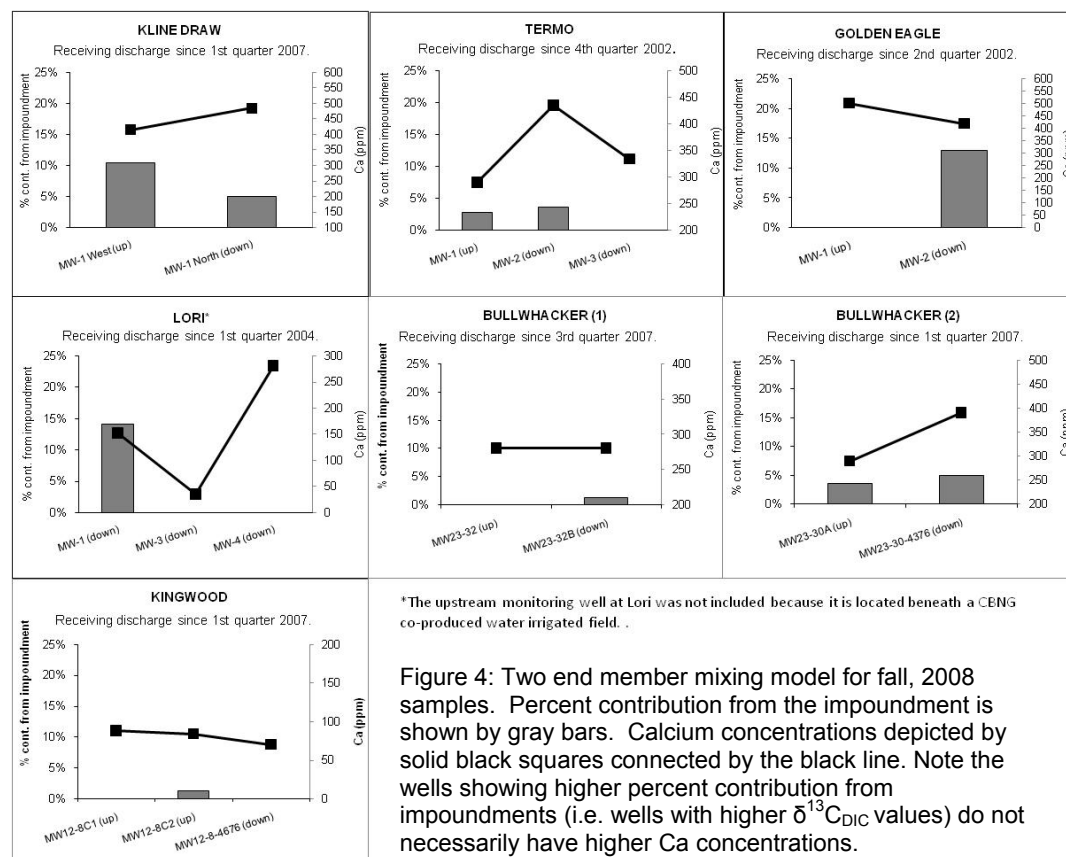 KLINE DRAW
Receiving discharge since 1st quarter 2007.
% cont. from impoundment
25%
20%
15%
10%
5%
0%
600
500
400
300
200
100
Ca (ppm)
MW-1 West (up)
MW-1 North (down)
TERMO
Receiving discharge since 4th quarter 2002.
% cont. from impoundment
25%
20%
15%
10%
5%
0%
500
450
400
350
300
250
200
Ca (ppm)
MW-1 (up)
MW-2 (down)
MW-3 (down)
GOLDEN EAGLE
Receiving discharge since 2nd quarter 2002.
%cont. from impoundment
25%
20%
15%
10%
5%
0%
600
550
500
450
400
350
300
250
200
150
100
50
0
Ca (ppm)
MW-1 (up)
MW-2 (down)
LORI*
Receiving discharge since 1st quarter 2004.
% cont. from impoundment
25%
20%
15%
10%
5%
0%
300
250
200
150
100
50
0
Ca (ppm)
MW-1 (down)
MW-3 (down)
MW-4 (down)
BULLWHACKER (1)
Receiving discharge since 3rd quarter 2007.
% cont. from impoundment
25%
20%
15%
10%
5%
0%
400
360
320
280
240
200
Ca (ppm)
MW23-32 (up)
MW23-32B (down)
BULLWHACKER (2)
Receiving discharge since 1st quarter 2007.
% cont. from impoundment
25%
20%
15%
10%
5%
0%
500
450
400
350
300
250
200
Ca (ppm)
MW23-30A (up)
MW23-30-4376 (down)
KINGWOOD
Receiving discharge since 1st quarter 2007.
% cont. from impoundment
25%
20%
15%
10%
5%
0%
200
150
100
50
0
Ca (ppm)
MW12-8C1 (up)
MW12-8C2 (up)
MW12-8-4676 (down)
*The upstream monitoring well at Lori was not included because it is located beneath a CBNG
co-produced water irrigated field. .
Figure 4: Two end member mixing model for fall, 2008
samples. Percent contribution from the impoundment is
shown by gray bars. Calcium concentrations depicted by
solid black squares connected by the black line. Note the
wells showing higher percent contribution from
impoundments (i.e. wells with higher δ¹³C_DIC values) do not
necessarily have higher Ca concentrations.